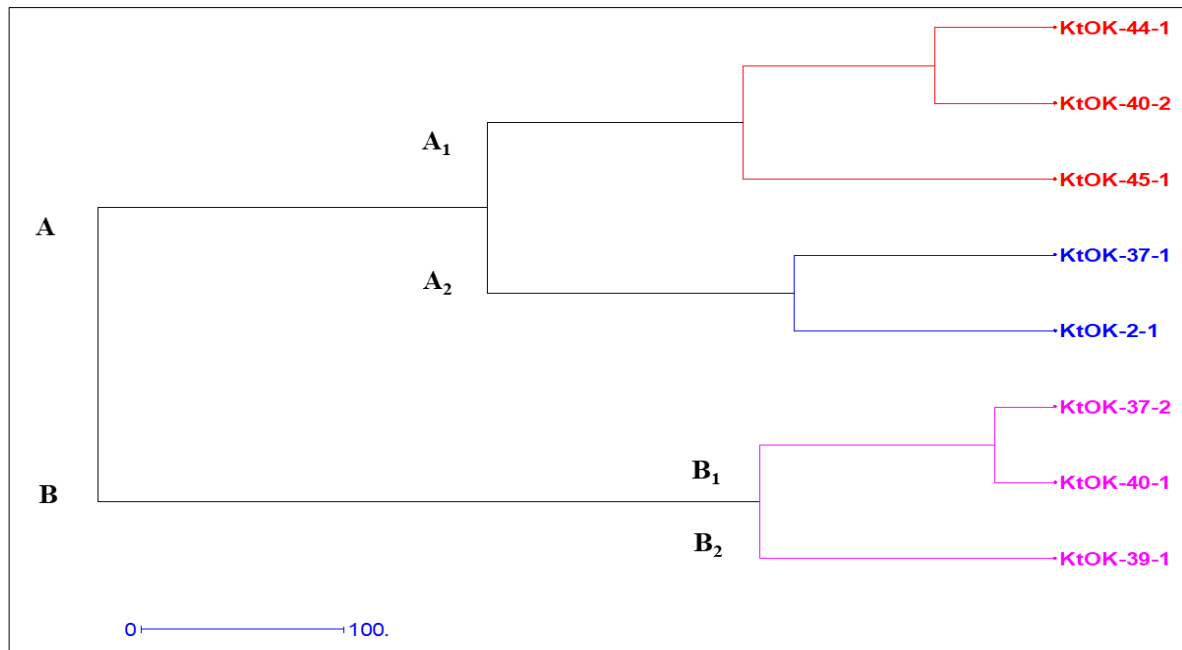 KtOK-44-1
KtOK-40-2
A₁
KtOK-45-1
A
KtOK-37-1
A₂
KtOK-2-1
KtOK-37-2
B₁
KtOK-40-1
B
B₂
KtOK-39-1
0 100.